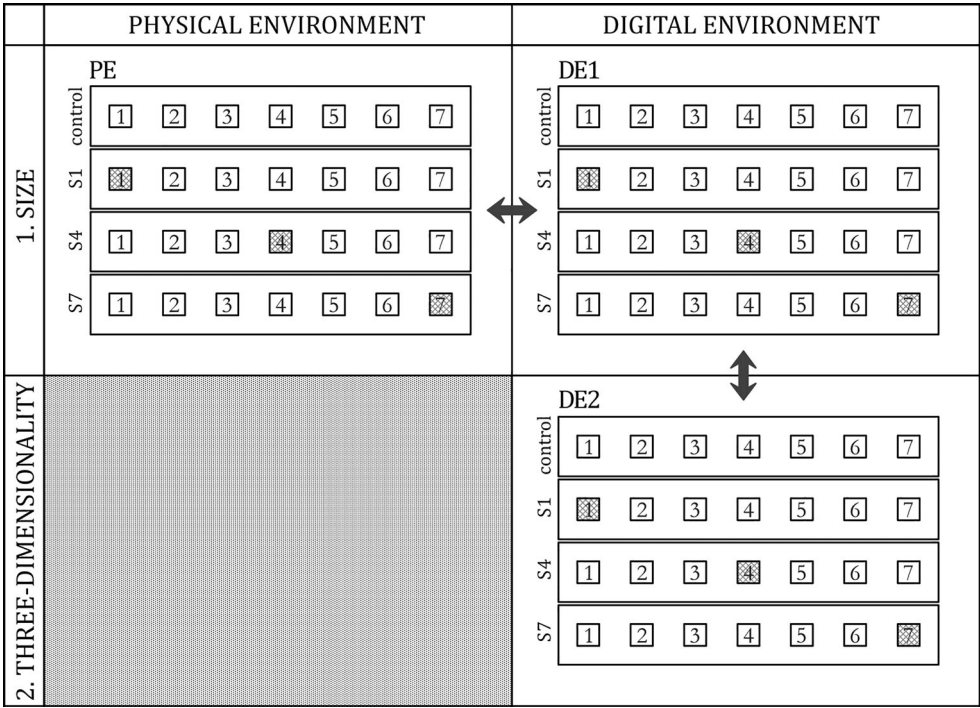 PHYSICAL ENVIRONMENT
DIGITAL ENVIRONMENT
1. SIZE
PE
control
1 2 3 4 5 6 7
S1
1 2 3 4 5 6 7
S4
1 2 3 4 5 6 7
S7
1 2 3 4 5 6 7
DE1
control
1 2 3 4 5 6 7
S1
1 2 3 4 5 6 7
S4
1 2 3 4 5 6 7
S7
1 2 3 4 5 6 7
2. THREE-DIMENSIONALITY
DE2
control
1 2 3 4 5 6 7
S1
1 2 3 4 5 6 7
S4
1 2 3 4 5 6 7
S7
1 2 3 4 5 6 7